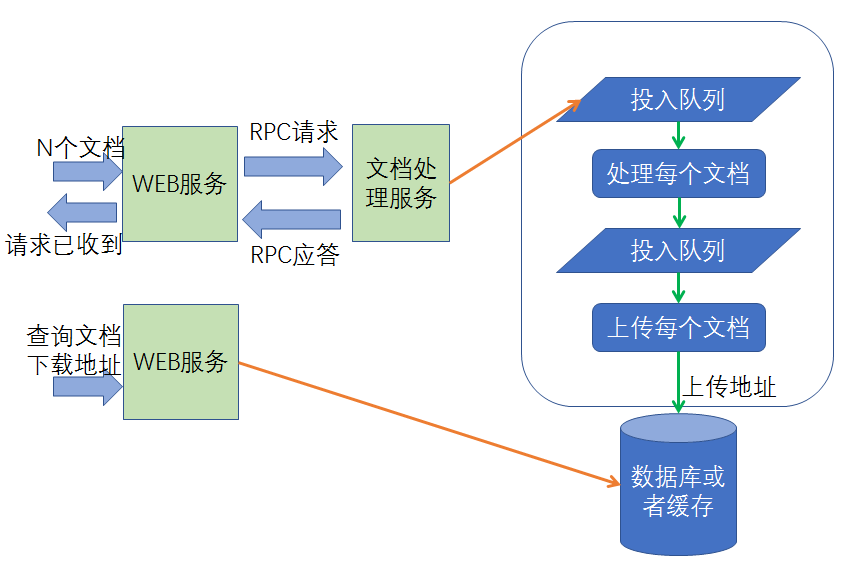 N个文档
WEB服务
请求已收到
RPC请求
RPC应答
文档处
理服务
投入队列
处理每个文档
投入队列
上传每个文档
上传地址
查询文档
下载地址
WEB服务
数据库或
者缓存